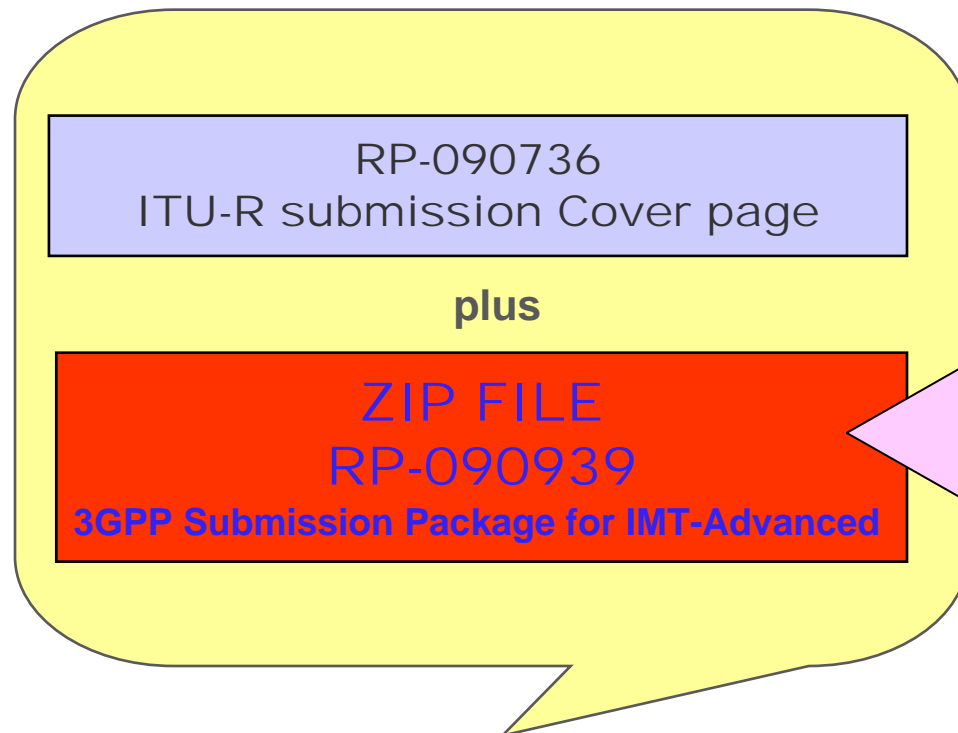 RP-090736
ITU-R submission Cover page
plus
ZIP FILE
RP-090939
3GPP Submission Package for IMT-Advanced